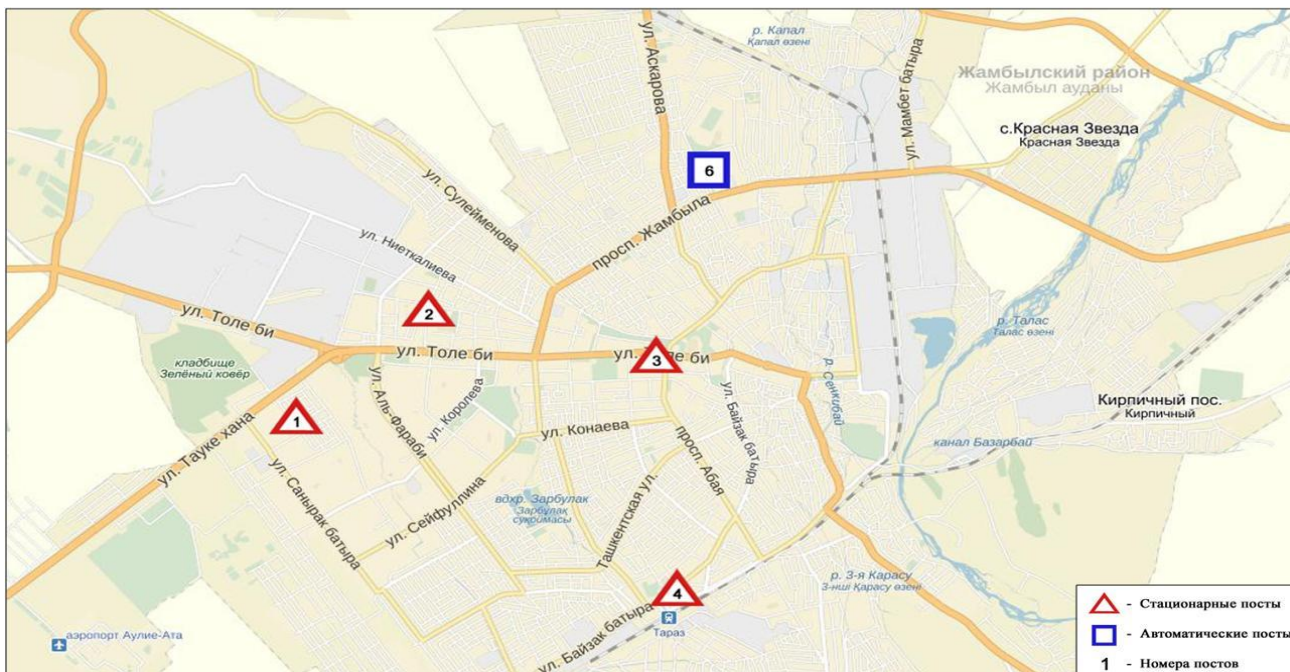 ул. Аскарова
р. Капал
Қапал өзені
ул. Мамбет батыра
Жамбылский район
Жамбыл ауданы
с.Красная Звезда
Красная Звезда
6
ул. Сулейменова
просп. Жамбыла
ул. Ниеткалиева
2
ул. Толе би
ул. Толе би
3
р. Талас
Талас өзені
кладбище
Зелёный ковёр
ул. Аль-Фараби
ул. Королева
ул. Байзак батыра
р. Сенкибай
Кирпичный пос.
Кирпичный
1
ул. Тауке хана
ул. Конаева
просп. Абая
канал Базарбай
ул. Санырак батыра
ул. Сейфуллина
вдхр. Зарбулак
Зарбұлақ
суқоймасы
Ташкентская ул.
р. 3-я Карасу
3-нші Қарасу өзені
4
Тараз
ул. Байзак батыра
аэропорт Аулие-Ата
- Стационарные посты
- Автоматические посты
1 - Номера постов